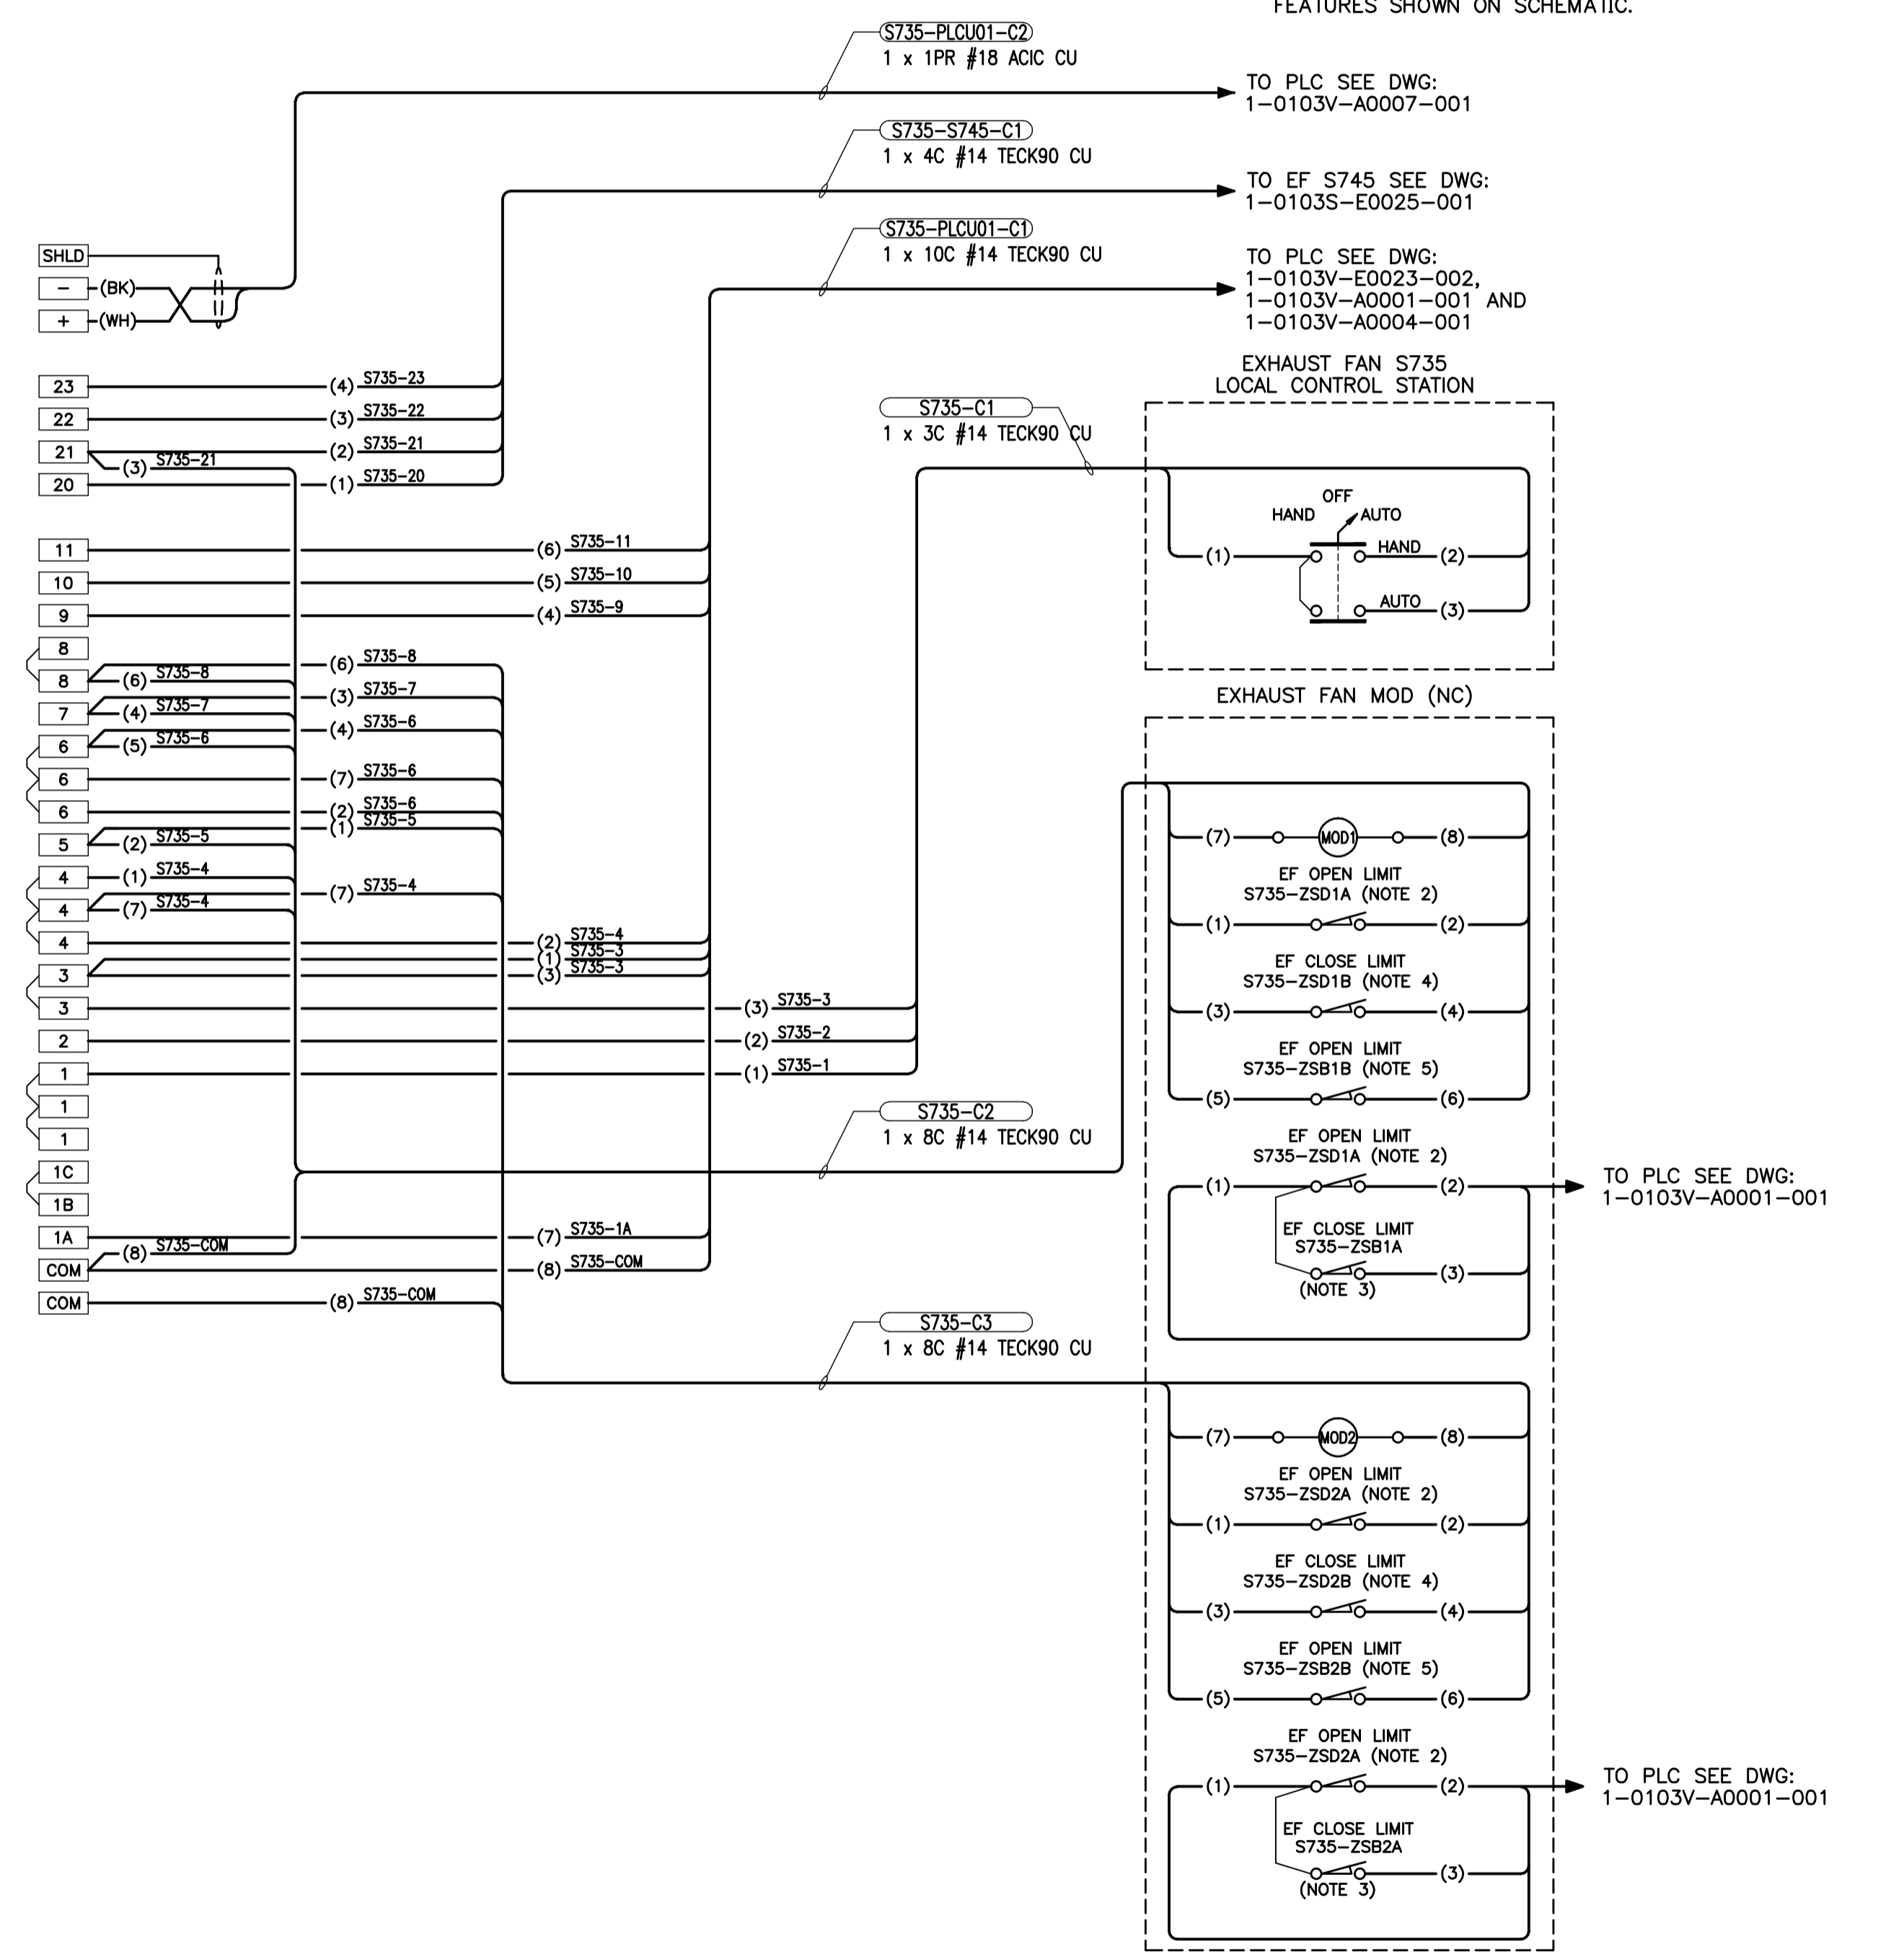 FEATURES SHOWN ON SCHEMATIC.
S735-PLCU01-C2
1 x 1PR #18 ACIC CU
TO PLC SEE DWG:
1-0103V-A0007-001
S735-S745-C1
1 x 4C #14 TECK90 CU
TO EF S745 SEE DWG:
1-0103S-E0025-001
S735-PLCU01-C1
1 x 10C #14 TECK90 CU
TO PLC SEE DWG:
1-0103V-E0023-002,
1-0103V-A0001-001 AND
1-0103V-A0004-001
SHLD
- (BK)
+ (WH)
23 (4) S735-23
22 (3) S735-22
21 (2) S735-21
(3) S735-21
20 (1) S735-20
11 (6) S735-11
10 (5) S735-10
9 (4) S735-9
8
(6) S735-8
8 (6) S735-8
(3) S735-7
7 (4) S735-7
(4) S735-6
6 (5) S735-6
6 (7) S735-6
6 (2) S735-6
(1) S735-5
5 (2) S735-5
4 (1) S735-4
(7) S735-4
4 (7) S735-4
4 (2) S735-4
(1) S735-3
3 (3) S735-3
3 (3) S735-3
2 (2) S735-2
1 (1) S735-1
1
1
1C
1B
1A (7) S735-1A
(8) S735-COM
COM (8) S735-COM
COM (8) S735-COM
EXHAUST FAN S735
LOCAL CONTROL STATION
S735-C1
1 x 3C #14 TECK90 CU
OFF
HAND AUTO
(1) HAND (2)
AUTO (3)
EXHAUST FAN MOD (NC)
S735-C2
1 x 8C #14 TECK90 CU
(7) MOD1 (8)
EF OPEN LIMIT
S735-ZSD1A (NOTE 2)
(1) (2)
EF CLOSE LIMIT
S735-ZSD1B (NOTE 4)
(3) (4)
EF OPEN LIMIT
S735-ZSB1B (NOTE 5)
(5) (6)
EF OPEN LIMIT
S735-ZSD1A (NOTE 2)
(1) (2)
TO PLC SEE DWG:
1-0103V-A0001-001
EF CLOSE LIMIT
S735-ZSB1A
(3)
(NOTE 3)
S735-C3
1 x 8C #14 TECK90 CU
(7) MOD2 (8)
EF OPEN LIMIT
S735-ZSD2A (NOTE 2)
(1) (2)
EF CLOSE LIMIT
S735-ZSD2B (NOTE 4)
(3) (4)
EF OPEN LIMIT
S735-ZSB2B (NOTE 5)
(5) (6)
EF OPEN LIMIT
S735-ZSD2A (NOTE 2)
(1) (2)
TO PLC SEE DWG:
1-0103V-A0001-001
EF CLOSE LIMIT
S735-ZSB2A
(3)
(NOTE 3)